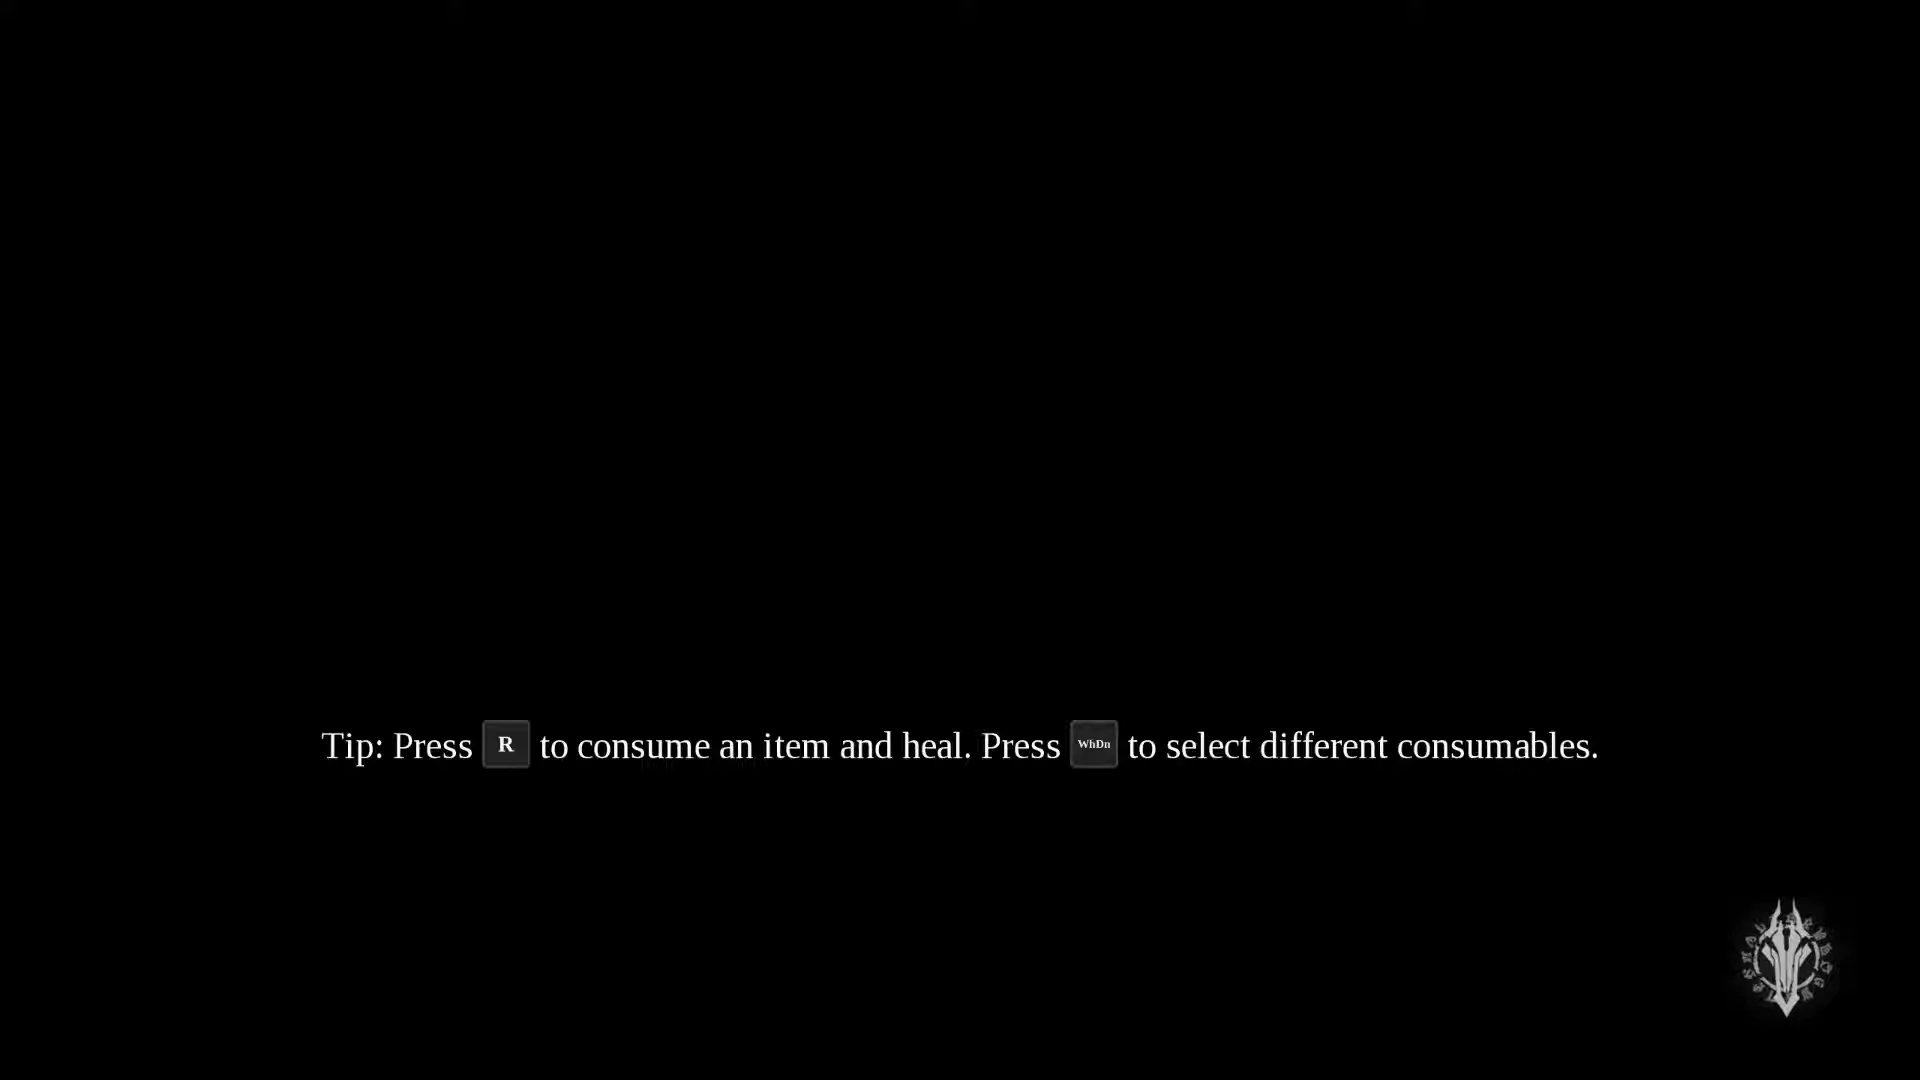 Tip: Press R to consume an item and heal. Press WhDn to select different consumables.